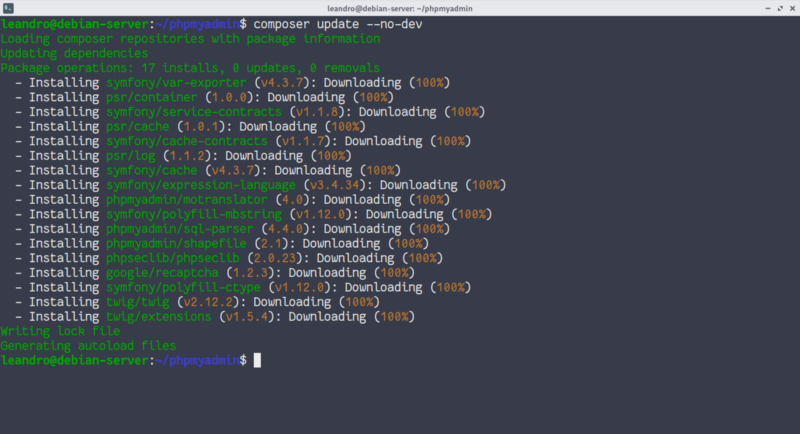 leandro@debian-server: ~/phpmyadmin
leandro@debian-server:~/phpmyadmin$ composer update --no-dev
Loading composer repositories with package information
Updating dependencies
Package operations: 17 installs, 0 updates, 0 removals
- Installing symfony/var-exporter (v4.3.7): Downloading (100%)
- Installing psr/container (1.0.0): Downloading (100%)
- Installing symfony/service-contracts (v1.1.8): Downloading (100%)
- Installing psr/cache (1.0.1): Downloading (100%)
- Installing symfony/cache-contracts (v1.1.7): Downloading (100%)
- Installing psr/log (1.1.2): Downloading (100%)
- Installing symfony/cache (v4.3.7): Downloading (100%)
- Installing symfony/expression-language (v3.4.34): Downloading (100%)
- Installing phpmyadmin/motranslator (4.0): Downloading (100%)
- Installing symfony/polyfill-mbstring (v1.12.0): Downloading (100%)
- Installing phpmyadmin/sql-parser (4.4.0): Downloading (100%)
- Installing phpmyadmin/shapefile (2.1): Downloading (100%)
- Installing phpseclib/phpseclib (2.0.23): Downloading (100%)
- Installing google/recaptcha (1.2.3): Downloading (100%)
- Installing symfony/polyfill-ctype (v1.12.0): Downloading (100%)
- Installing twig/twig (v2.12.2): Downloading (100%)
- Installing twig/extensions (v1.5.4): Downloading (100%)
Writing lock file
Generating autoload files
leandro@debian-server:~/phpmyadmin$